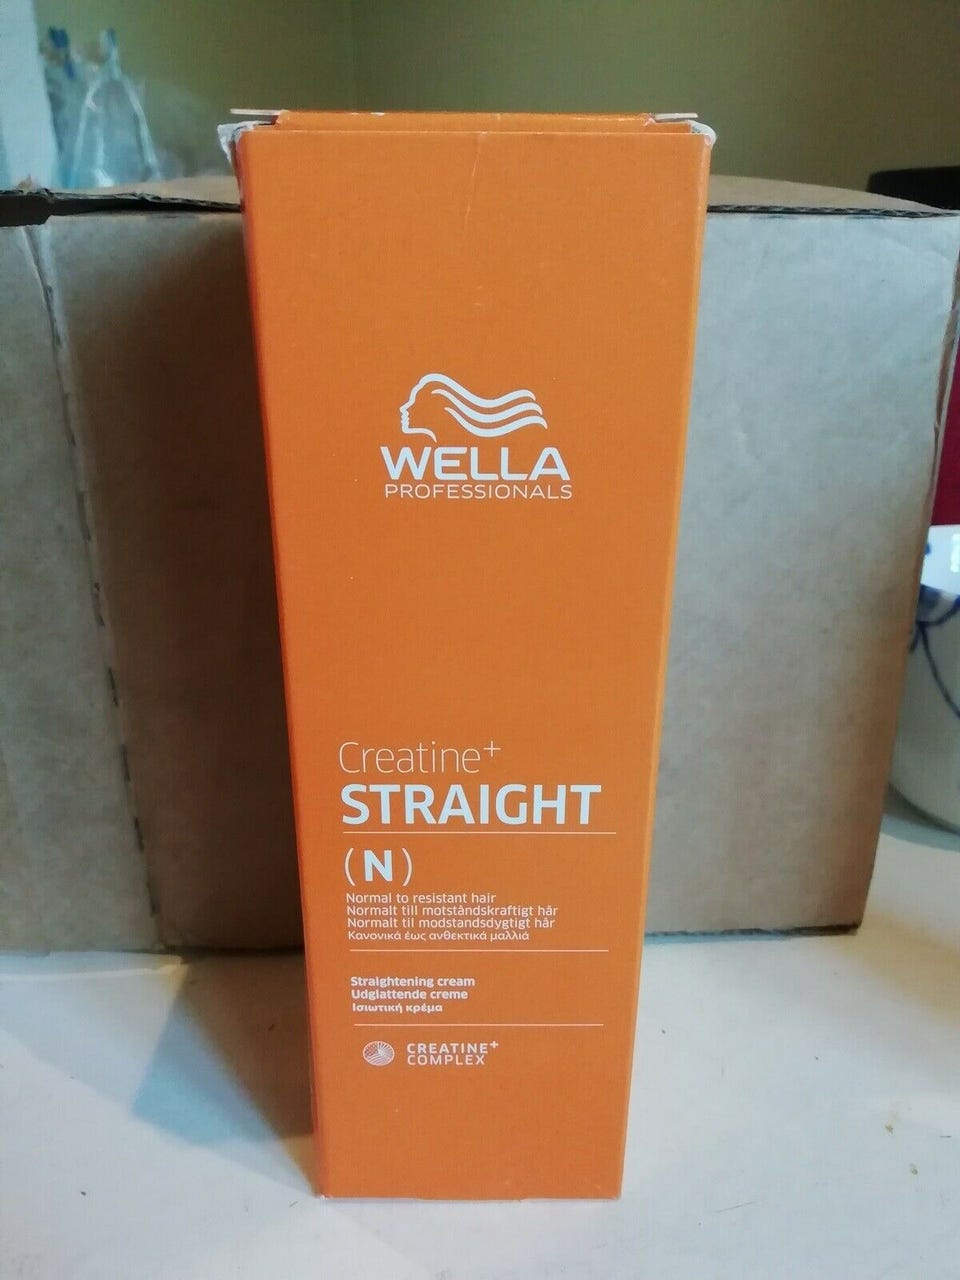 WELLA
PROFESSIONALS
Creatine+
STRAIGHT
(N)
Normal to resistant hair
Normalt till motståndskraftigt hår
Normalt til modstandsdygtigt hår
Κανονικά έως ανθεκτικά μαλλιά
Straightening cream
Udglattende creme
Ισιωτική κρέμα
CREATINE+
COMPLEX